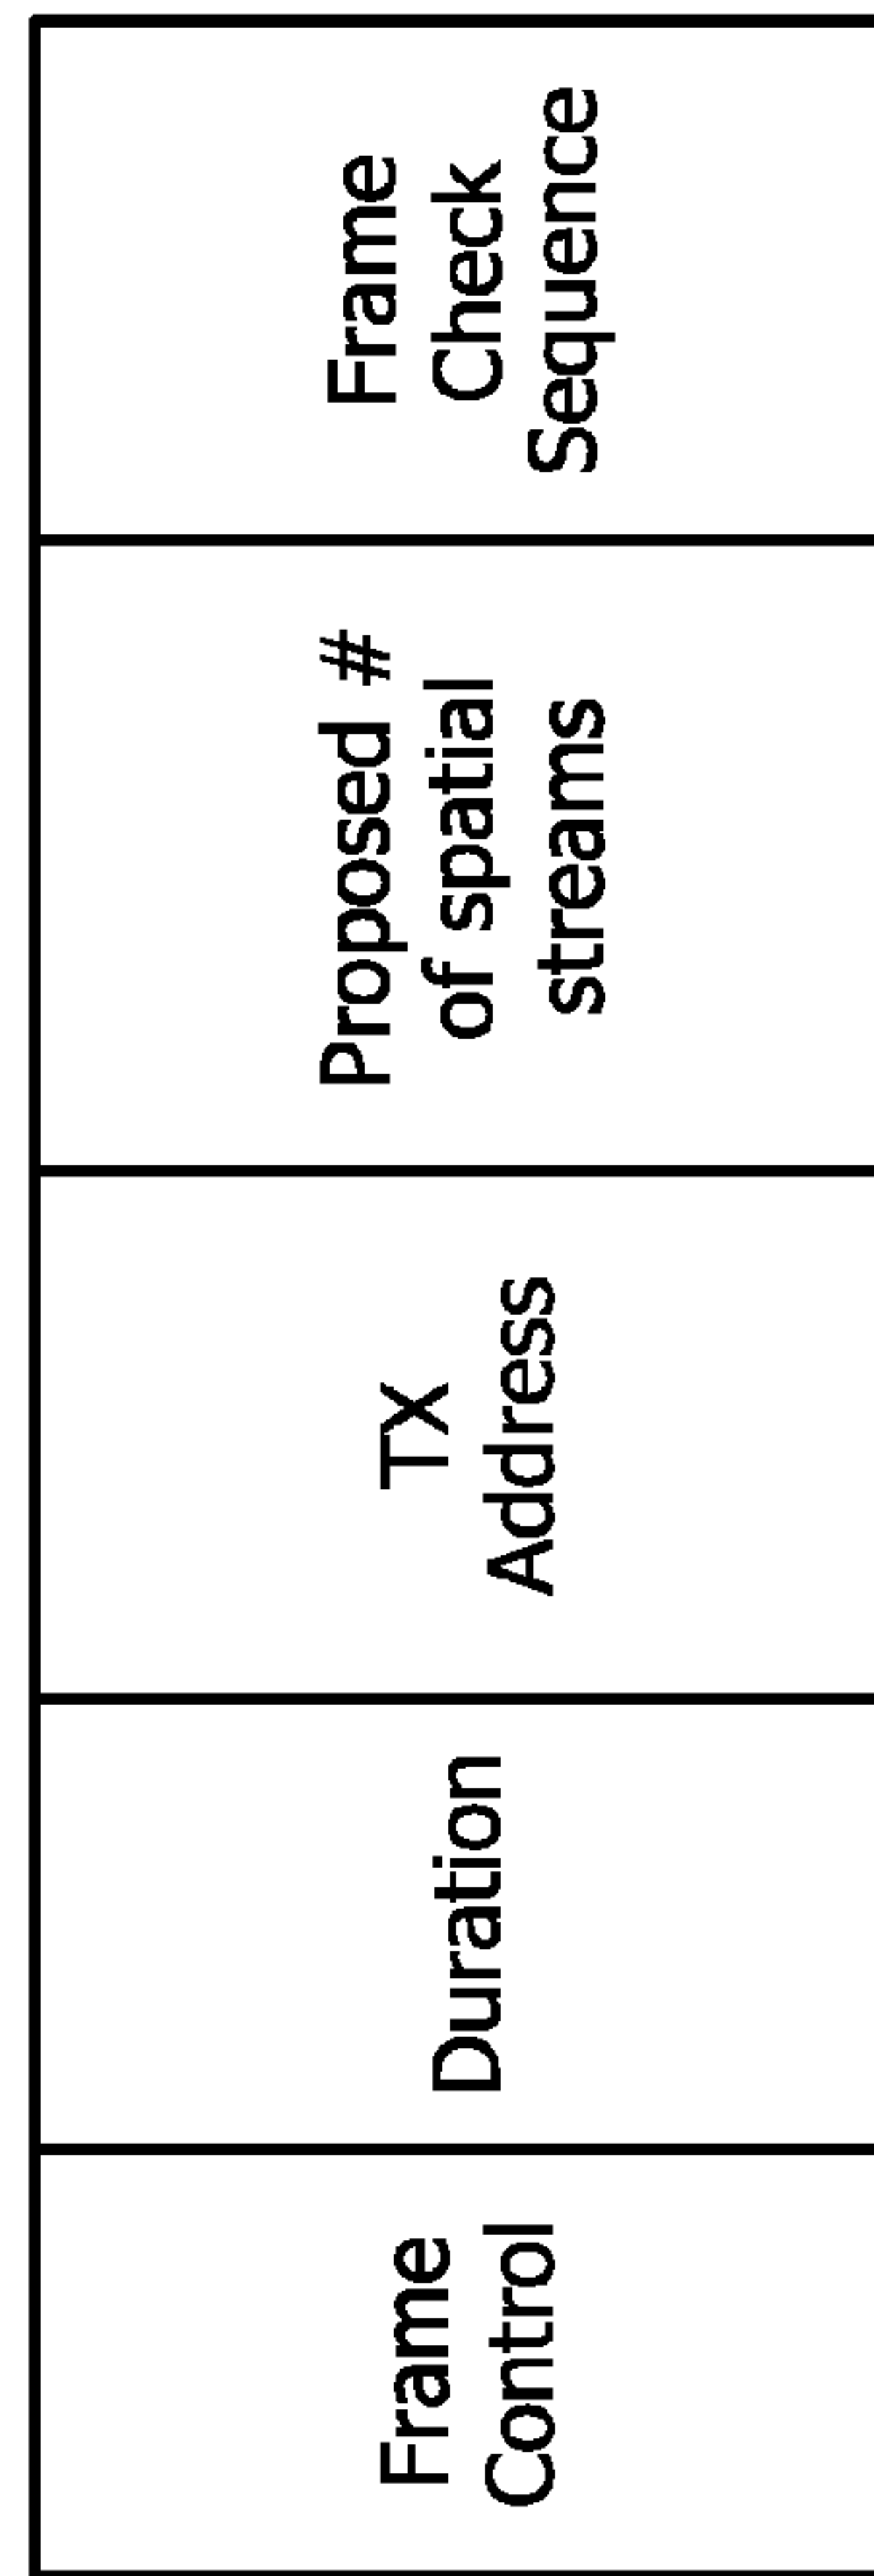 Frame
Control
Duration
TX
Address
Proposed #
of spatial
streams
Frame
Check
Sequence